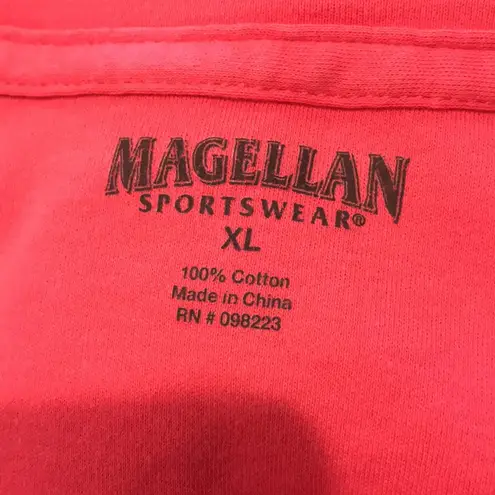 MAGELLAN
SPORTSWEAR®
XL
100% Cotton
Made in China
RN # 098223